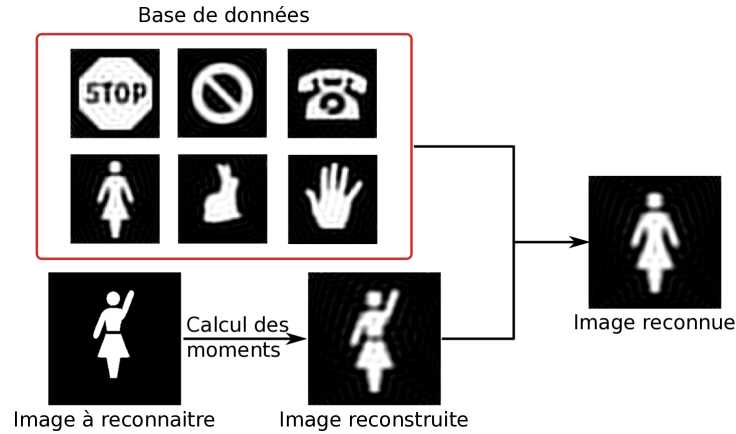 Base de données
STOP
Calcul des
moments
Image reconnue
Image à reconnaitre
Image reconstruite